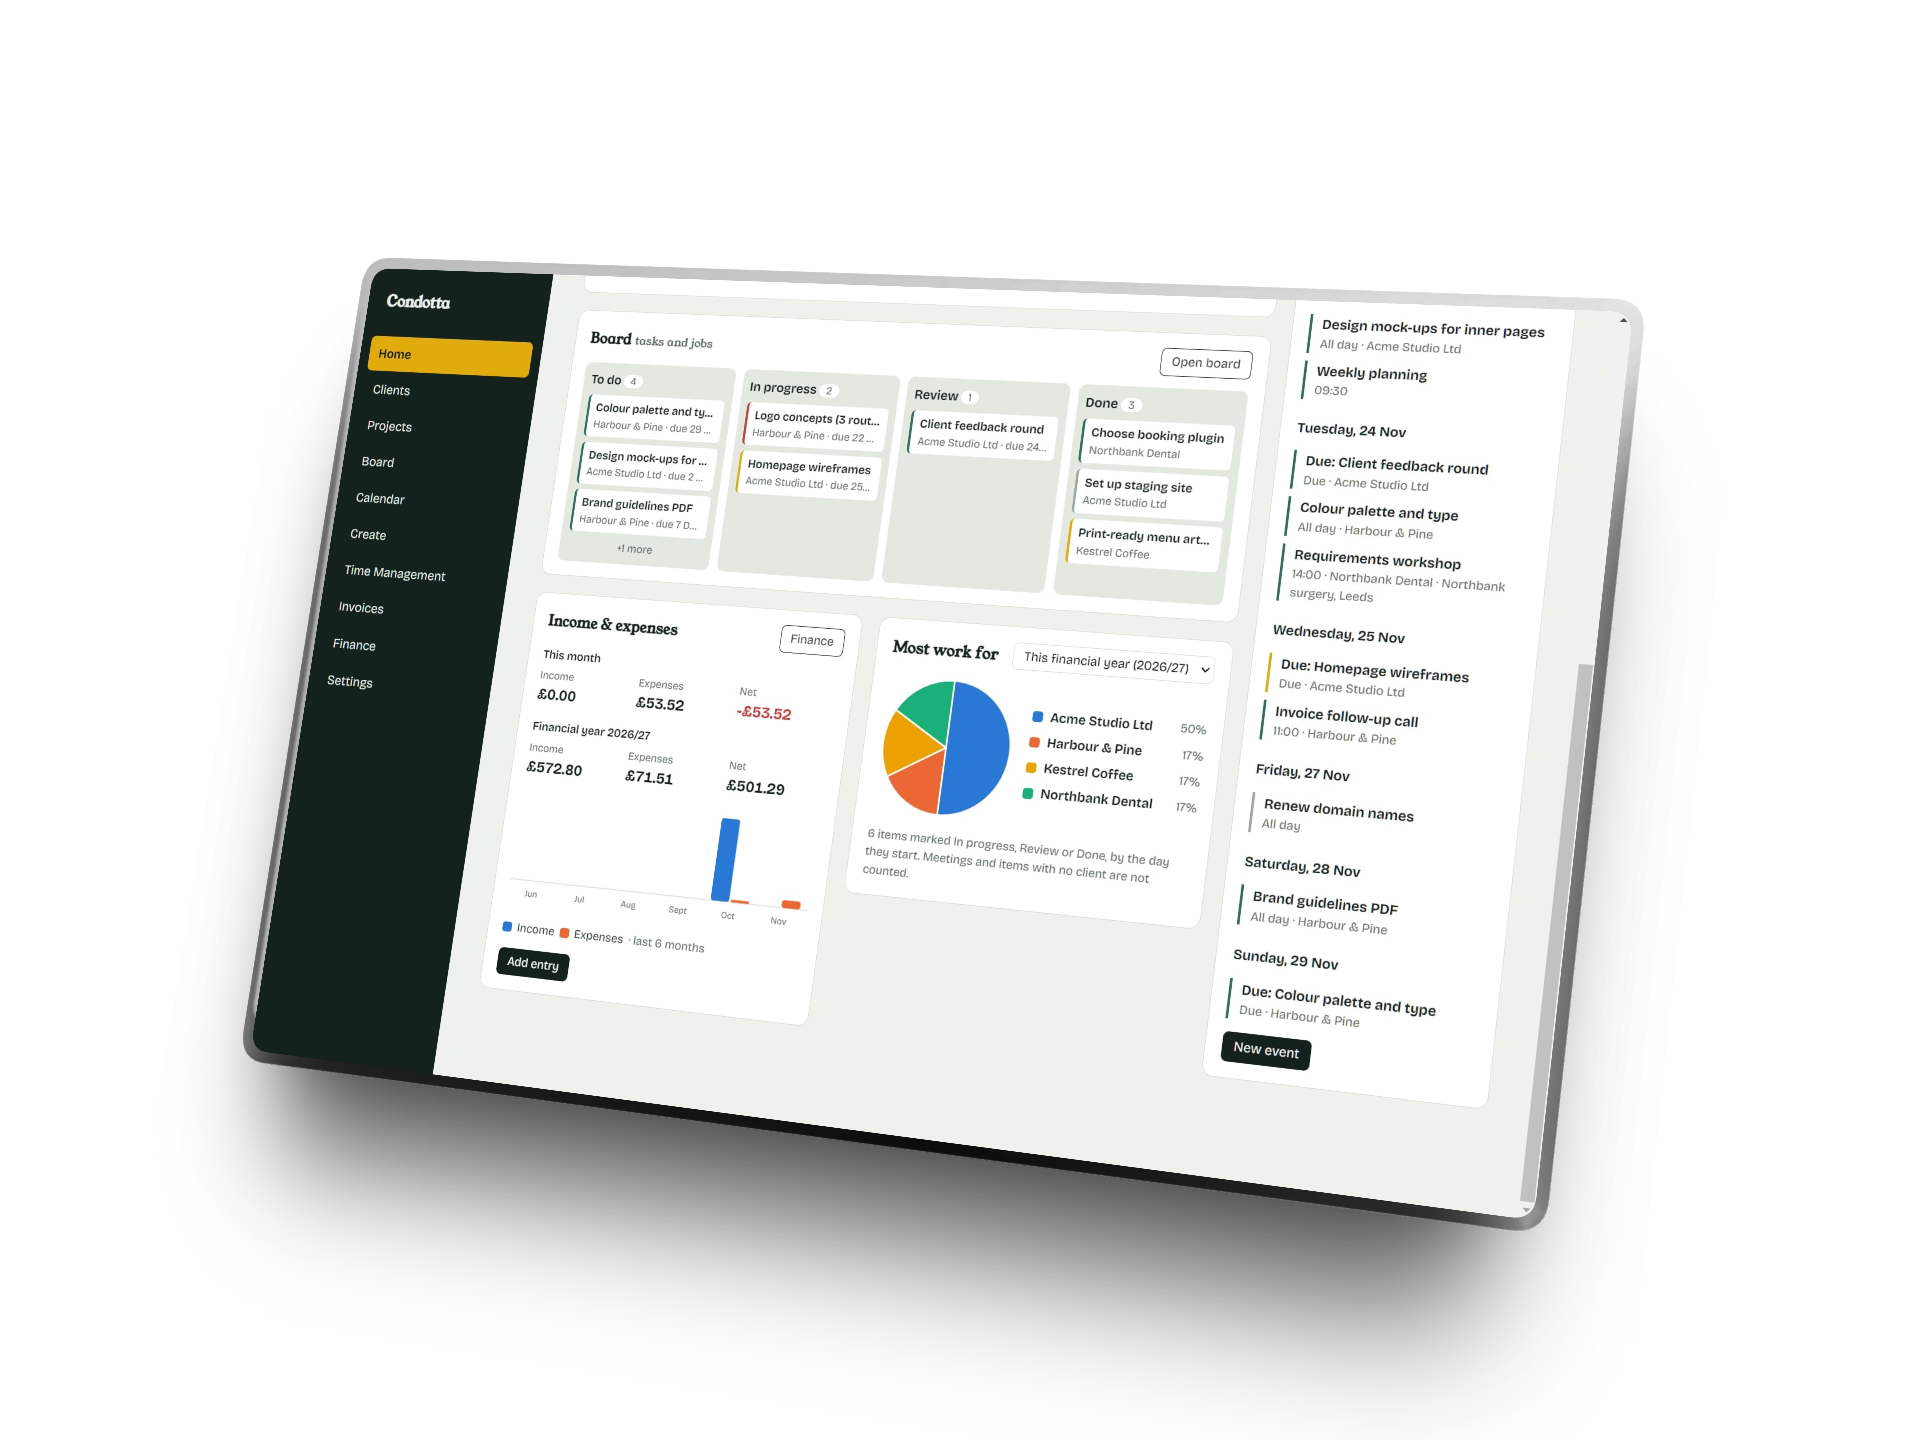 Condotta
Home
Clients
Projects
Board
Calendar
Create
Time Management
Invoices
Finance
Settings
Board tasks and jobs
Open board
To do 4
Colour palette and ty...
Harbour & Pine · due 29 ...
Design mock-ups for ...
Acme Studio Ltd · due 2 ...
Brand guidelines PDF
Harbour & Pine · due 7 D...
+1 more
In progress 2
Logo concepts (3 rout...
Harbour & Pine · due 22 ...
Homepage wireframes
Acme Studio Ltd · due 25...
Review 1
Client feedback round
Acme Studio Ltd · due 24...
Done 3
Choose booking plugin
Northbank Dental
Set up staging site
Acme Studio Ltd
Print-ready menu art...
Kestrel Coffee
Income & expenses
Finance
This month
Income Expenses Net
£0.00 £53.52 -£53.52
Financial year 2026/27
Income Expenses Net
£572.80 £71.51 £501.29
Jun Jul Aug Sept Oct Nov
Income Expenses · last 6 months
Add entry
Most work for
This financial year (2026/27)
Acme Studio Ltd 50%
Harbour & Pine 17%
Kestrel Coffee 17%
Northbank Dental 17%
6 items marked In progress, Review or Done, by the day
they start. Meetings and items with no client are not
counted.
Design mock-ups for inner pages
All day · Acme Studio Ltd
Weekly planning
09:30
Tuesday, 24 Nov
Due: Client feedback round
Due · Acme Studio Ltd
Colour palette and type
All day · Harbour & Pine
Requirements workshop
14:00 · Northbank Dental · Northbank
surgery, Leeds
Wednesday, 25 Nov
Due: Homepage wireframes
Due · Acme Studio Ltd
Invoice follow-up call
11:00 · Harbour & Pine
Friday, 27 Nov
Renew domain names
All day
Saturday, 28 Nov
Brand guidelines PDF
All day · Harbour & Pine
Sunday, 29 Nov
Due: Colour palette and type
Due · Harbour & Pine
New event